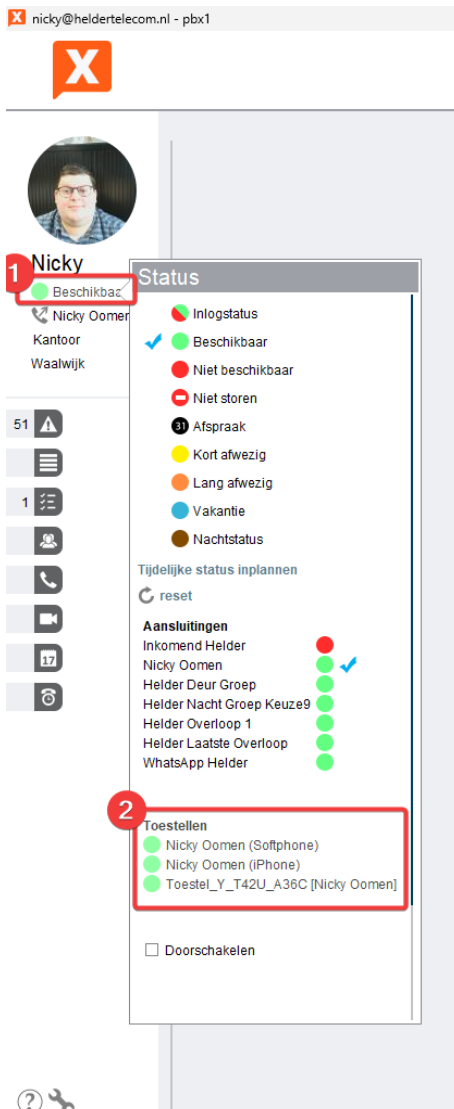 nicky@heldertelecom.nl - pbx1
X
Nicky
1
Beschikbaa
Nicky Oomen
Kantoor
Waalwijk
51
1
17
Status
Inlogstatus
Beschikbaar
Niet beschikbaar
Niet storen
31 Afspraak
Kort afwezig
Lang afwezig
Vakantie
Nachtstatus
Tijdelijke status inplannen
reset
Aansluitingen
Inkomend Helder
Nicky Oomen
Helder Deur Groep
Helder Nacht Groep Keuze9
Helder Overloop 1
Helder Laatste Overloop
WhatsApp Helder
2
Toestellen
Nicky Oomen (Softphone)
Nicky Oomen (iPhone)
Toestel_Y_T42U_A36C [Nicky Oomen]
Doorschakelen
?